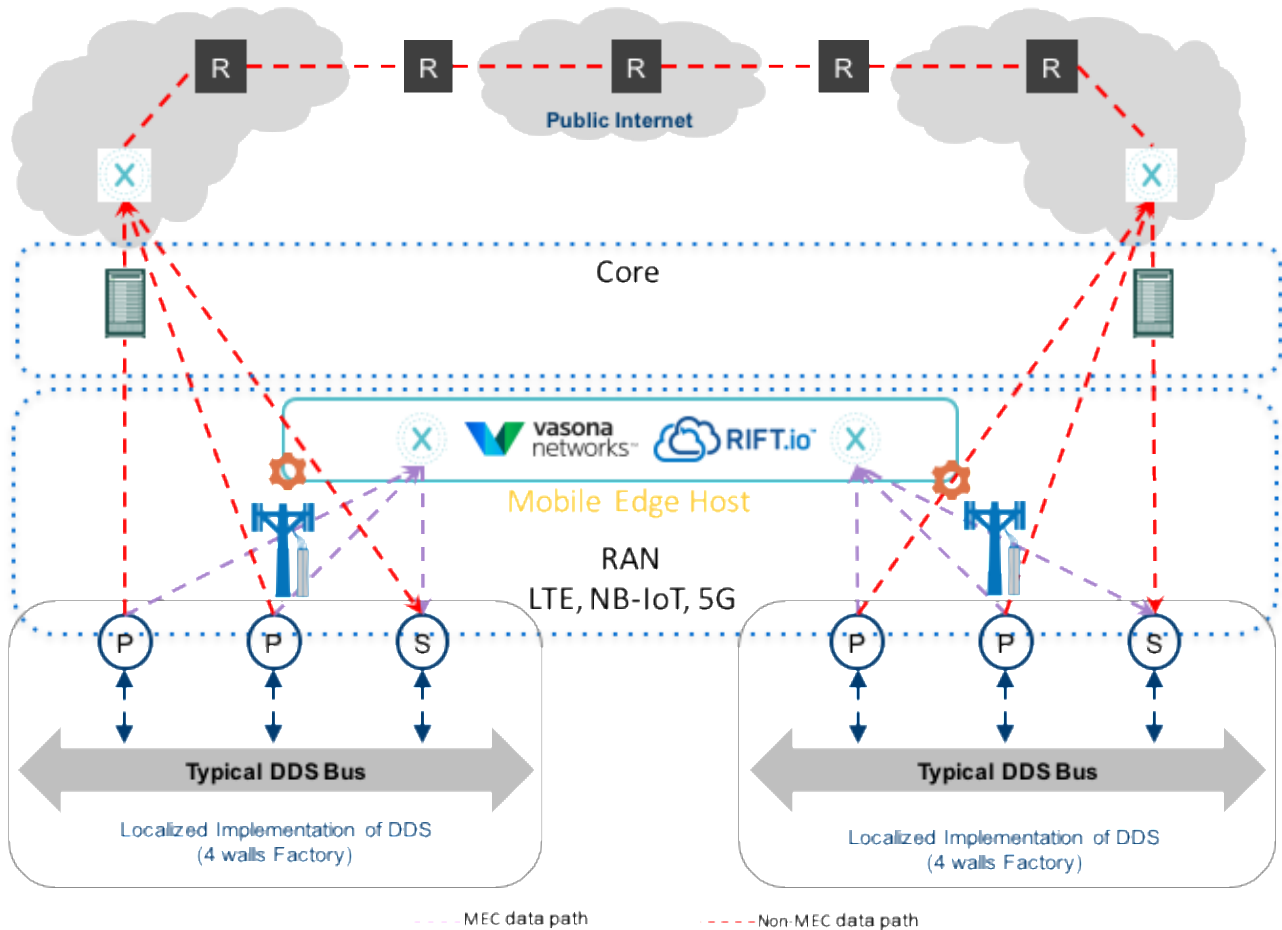 R R R R R
Public Internet
X X
Core
X vasona networks™ RIFT.io™ X
Mobile Edge Host
RAN
LTE, NB-IoT, 5G
P P S P P S
Typical DDS Bus Typical DDS Bus
Localized Implementation of DDS
(4 walls Factory)
Localized Implementation of DDS
(4 walls Factory)
MEC data path Non-MEC data path